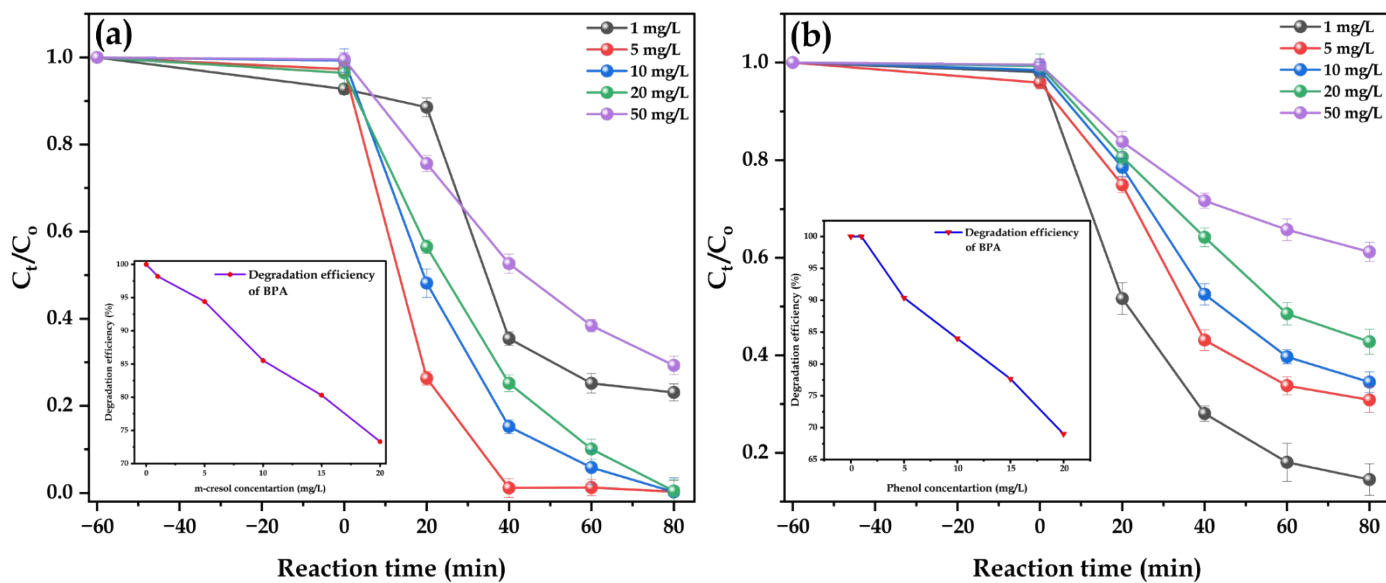 (a)
1 mg/L
5 mg/L
10 mg/L
20 mg/L
50 mg/L
1.0
0.8
0.6
0.4
0.2
0.0
Ct/Co
−60
−40
−20
0
20
40
60
80
Reaction time (min)
Degradation efficiency
of BPA
100
95
90
85
80
75
70
Degradation efficiency (%)
0
5
10
15
20
m-cresol concentartion (mg/L)
(b)
1 mg/L
5 mg/L
10 mg/L
20 mg/L
50 mg/L
1.0
0.8
0.6
0.4
0.2
Ct/Co
−60
−40
−20
0
20
40
60
80
Reaction time (min)
Degradation efficiency
of BPA
100
95
90
85
80
75
70
65
Degradation efficiency (%)
0
5
10
15
20
Phenol concentartion (mg/L)